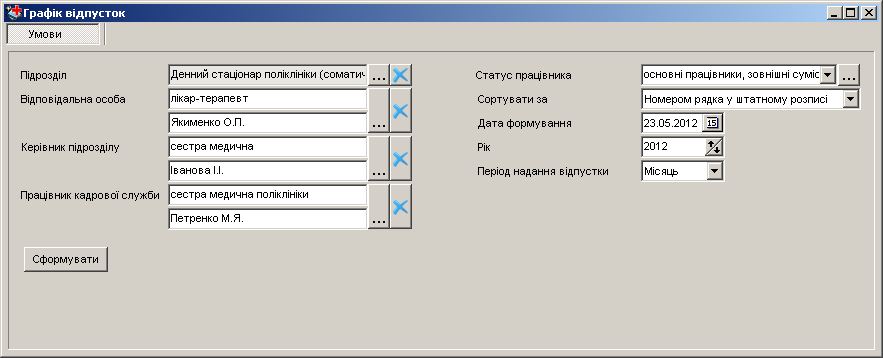 Графік відпусток
Умови
Підрозділ
Денний стаціонар поліклініки (соматич
...
Відповідальна особа
лікар-терапевт
Якименко О.П.
...
Керівник підрозділу
сестра медична
Іванова І.І.
...
Працівник кадрової служби
сестра медична поліклініки
Петренко М.Я.
...
Сформувати
Статус працівника
основні працівники, зовнішні суміс
...
Сортувати за
Номером рядка у штатному розписі
Дата формування
23.05.2012
15
Рік
2012
Період надання відпустки
Місяць